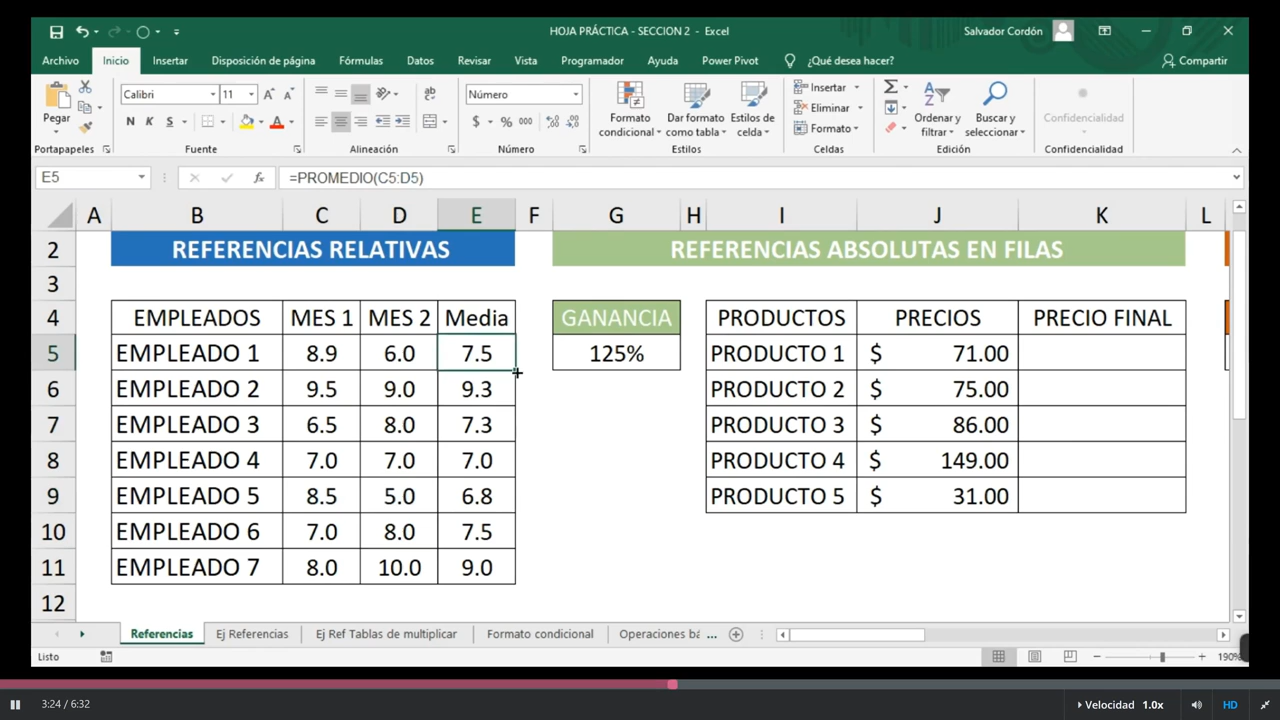 HOJA PRÁCTICA - SECCION 2 - Excel
Salvador Cordón
Archivo Inicio Insertar Disposición de página Fórmulas Datos Revisar Vista Programador Ayuda Power Pivot ¿Qué desea hacer? Compartir
Pegar
Portapapeles
Calibri 11
N K S
Fuente
Alineación
Número
$ % 000
Número
Formato condicional
Dar formato como tabla
Estilos de celda
Estilos
Insertar
Eliminar
Formato
Celdas
Ordenar y filtrar
Buscar y seleccionar
Edición
Confidencialidad
Confidencialidad
E5 fx =PROMEDIO(C5:D5)
A B C D E F G H I J K L
2 REFERENCIAS RELATIVAS REFERENCIAS ABSOLUTAS EN FILAS
3
4 EMPLEADOS MES 1 MES 2 Media GANANCIA PRODUCTOS PRECIOS PRECIO FINAL
5 EMPLEADO 1 8.9 6.0 7.5 125% PRODUCTO 1 $ 71.00
6 EMPLEADO 2 9.5 9.0 9.3 PRODUCTO 2 $ 75.00
7 EMPLEADO 3 6.5 8.0 7.3 PRODUCTO 3 $ 86.00
8 EMPLEADO 4 7.0 7.0 7.0 PRODUCTO 4 $ 149.00
9 EMPLEADO 5 8.5 5.0 6.8 PRODUCTO 5 $ 31.00
10 EMPLEADO 6 7.0 8.0 7.5
11 EMPLEADO 7 8.0 10.0 9.0
12
Referencias Ej Referencias Ej Ref Tablas de multiplicar Formato condicional Operaciones bá ...
Listo 190%
3:24 / 6:32 Velocidad 1.0x HD